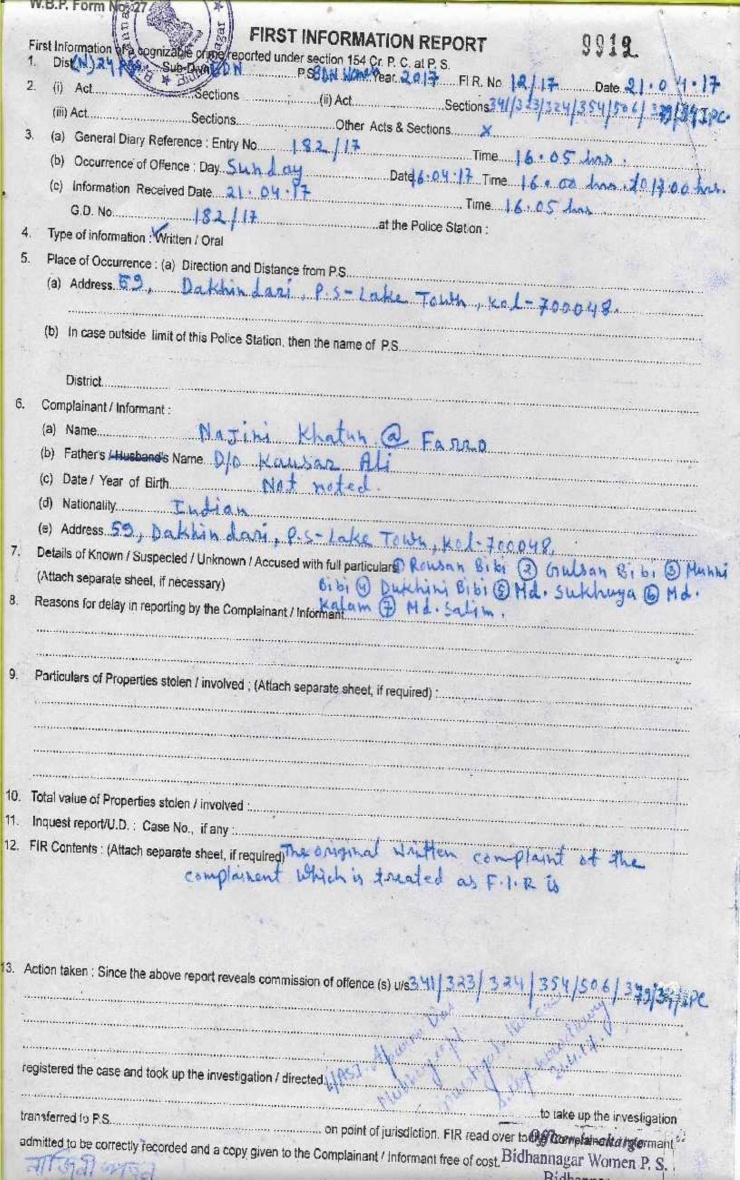 W.B.P. Form No. 27
FIRST INFORMATION REPORT 9912
First Information of a cognizable crime reported under section 154 Cr. P. C. at P. S.
1. Dist (N) 24 PGS Sub-Divn BDN P.S. BDN Women Year 2017 FIR. No 12/17 Date 21.04.17
2. (i) Act Sections (ii) Act Sections 341/323/324/354/506/379/34 IPC.
(iii) Act Sections Other Acts & Sections x
3. (a) General Diary Reference : Entry No 182/17 Time 16.05 hrs.
(b) Occurrence of Offence : Day Sunday Date 16.04.17 Time 16.00 hrs. to 17.00 hrs.
(c) Information Received Date 21.04.17 Time 16.05 hrs
G.D. No. 182/17 at the Police Station :
4. Type of information : Written / Oral
5. Place of Occurrence : (a) Direction and Distance from P.S.
(a) Address 59, Dakhindari, P.S-Lake Town, Kol-700048.
(b) In case outside limit of this Police Station, then the name of P.S.
District
6. Complainant / Informant :
(a) Name Najini Khatun @ Farro
(b) Father's / Husband's Name D/o Kausar Ali
(c) Date / Year of Birth Not noted.
(d) Nationality Indian
(e) Address 59, Dakhindari, P.S-Lake Town, Kol-700048.
7. Details of Known / Suspected / Unknown / Accused with full particulars ① Rousan Bibi ② Gulsan Bibi ③ Munni
(Attach separate sheet, if necessary) Bibi ④ Dukhini Bibi ⑤ Md. Sukhuya ⑥ Md.
8. Reasons for delay in reporting by the Complainant / Informant Kalam ⑦ Md. Salim.
9. Particulars of Properties stolen / involved ; (Attach separate sheet, if required) :
10. Total value of Properties stolen / involved :
11. Inquest report/U.D. : Case No., if any :
12. FIR Contents : (Attach separate sheet, if required) The original written complaint of the
complainent which is treated as F.I.R is
13. Action taken : Since the above report reveals commission of offence (s) u/s 341/323/324/354/506/379/34/IPC
registered the case and took up the investigation / directed L/ASI. Aparna Das
to take up the investigation
transferred to P.S. on point of jurisdiction. FIR read over to the Complainant / Informant
Officer-in-charge
admitted to be correctly recorded and a copy given to the Complainant / Informant free of cost.
Bidhannagar Women P. S.
নাজিনী খাতুন